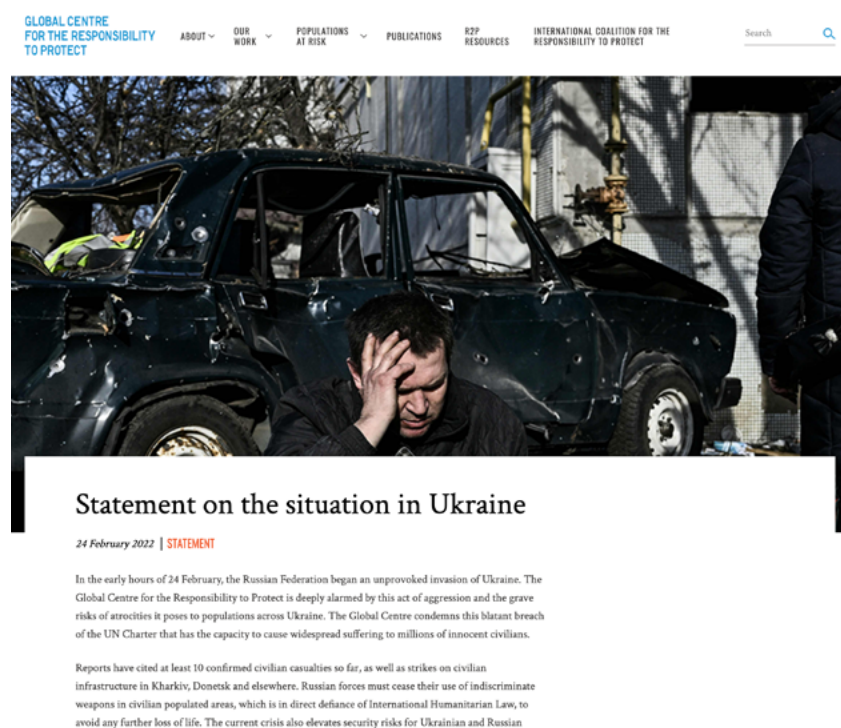 GLOBAL CENTRE
FOR THE RESPONSIBILITY
TO PROTECT
ABOUT
OUR
WORK
POPULATIONS
AT RISK
PUBLICATIONS
R2P
RESOURCES
INTERNATIONAL COALITION FOR THE
RESPONSIBILITY TO PROTECT
Search
Statement on the situation in Ukraine
24 February 2022 | STATEMENT
In the early hours of 24 February, the Russian Federation began an unprovoked invasion of Ukraine. The
Global Centre for the Responsibility to Protect is deeply alarmed by this act of aggression and the grave
risks of atrocities it poses to populations across Ukraine. The Global Centre condemns this blatant breach
of the UN Charter that has the capacity to cause widespread suffering to millions of innocent civilians.
Reports have cited at least 10 confirmed civilian casualties so far, as well as strikes on civilian
infrastructure in Kharkiv, Donetsk and elsewhere. Russian forces must cease their use of indiscriminate
weapons in civilian populated areas, which is in direct defiance of International Humanitarian Law, to
avoid any further loss of life. The current crisis also elevates security risks for Ukrainian and Russian